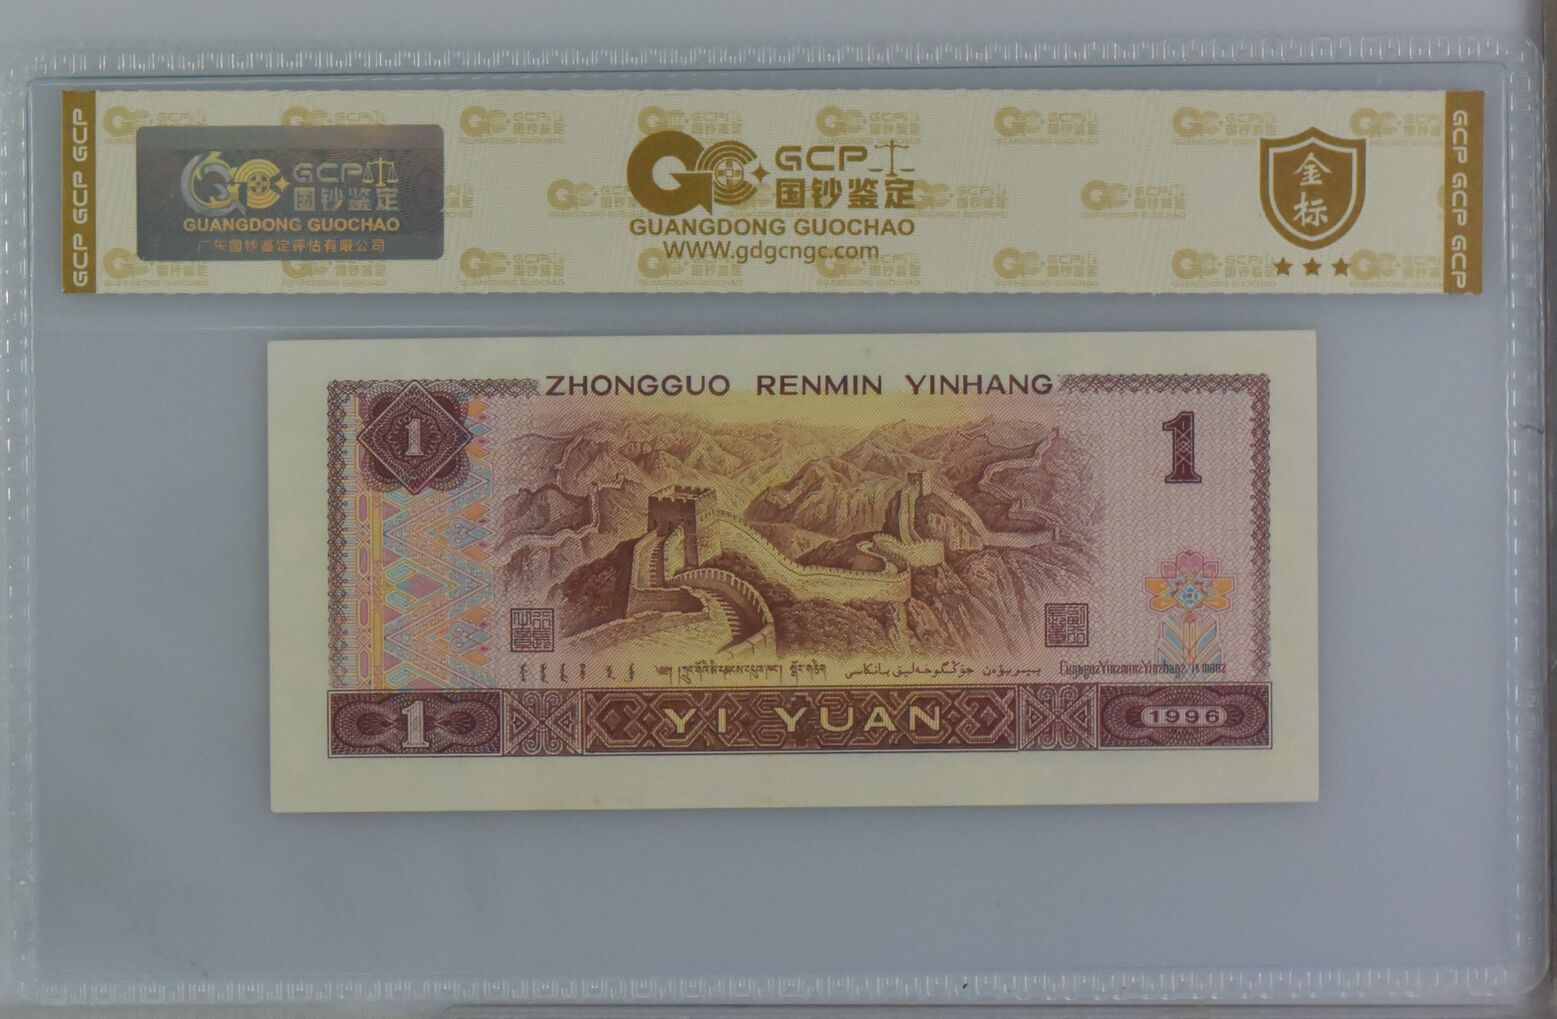 GCP GCP GCP
GCP
国钞鉴定
GUANGDONG GUOCHAO
广东国钞鉴定评估有限公司
GCP
国钞鉴定
GUANGDONG GUOCHAO
WWW.gdgcngc.com
金标
GCP GCP GCP
ZHONGGUO RENMIN YINHANG
1
1
1
YI YUAN
1996